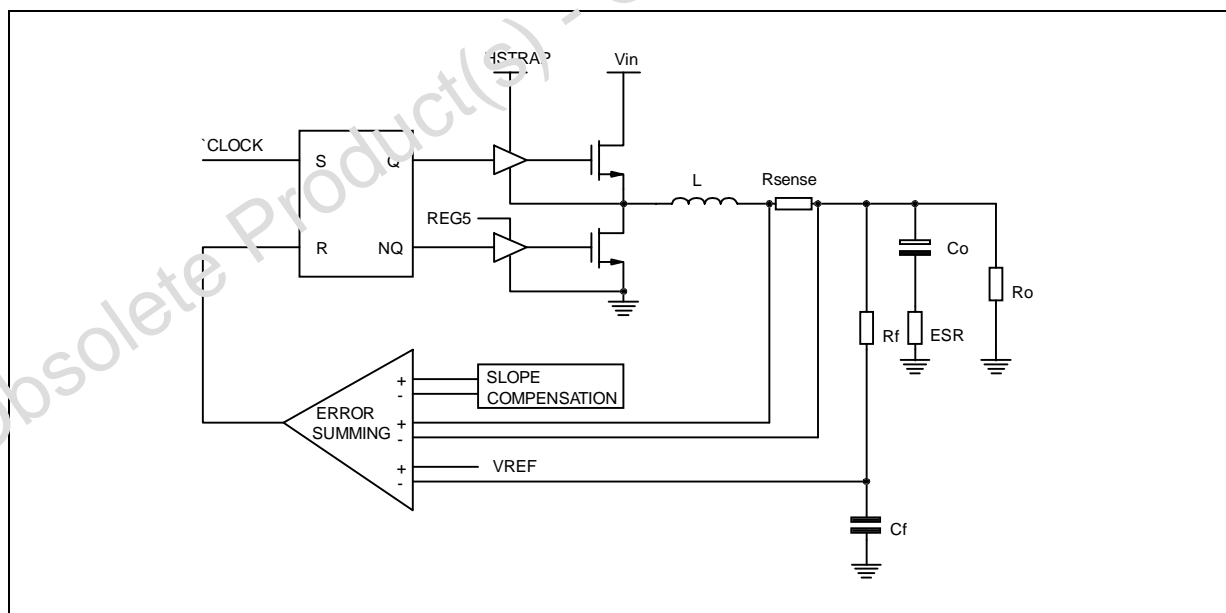 HSTRAP
Vin
CLOCK
S
Q
L
Rsense
REG5
R
NQ
Co
Ro
Rf
ESR
+
-
SLOPE
COMPENSATION
ERROR
SUMMING
+
-
+
-
VREF
Cf
Obsolete Product(s) -